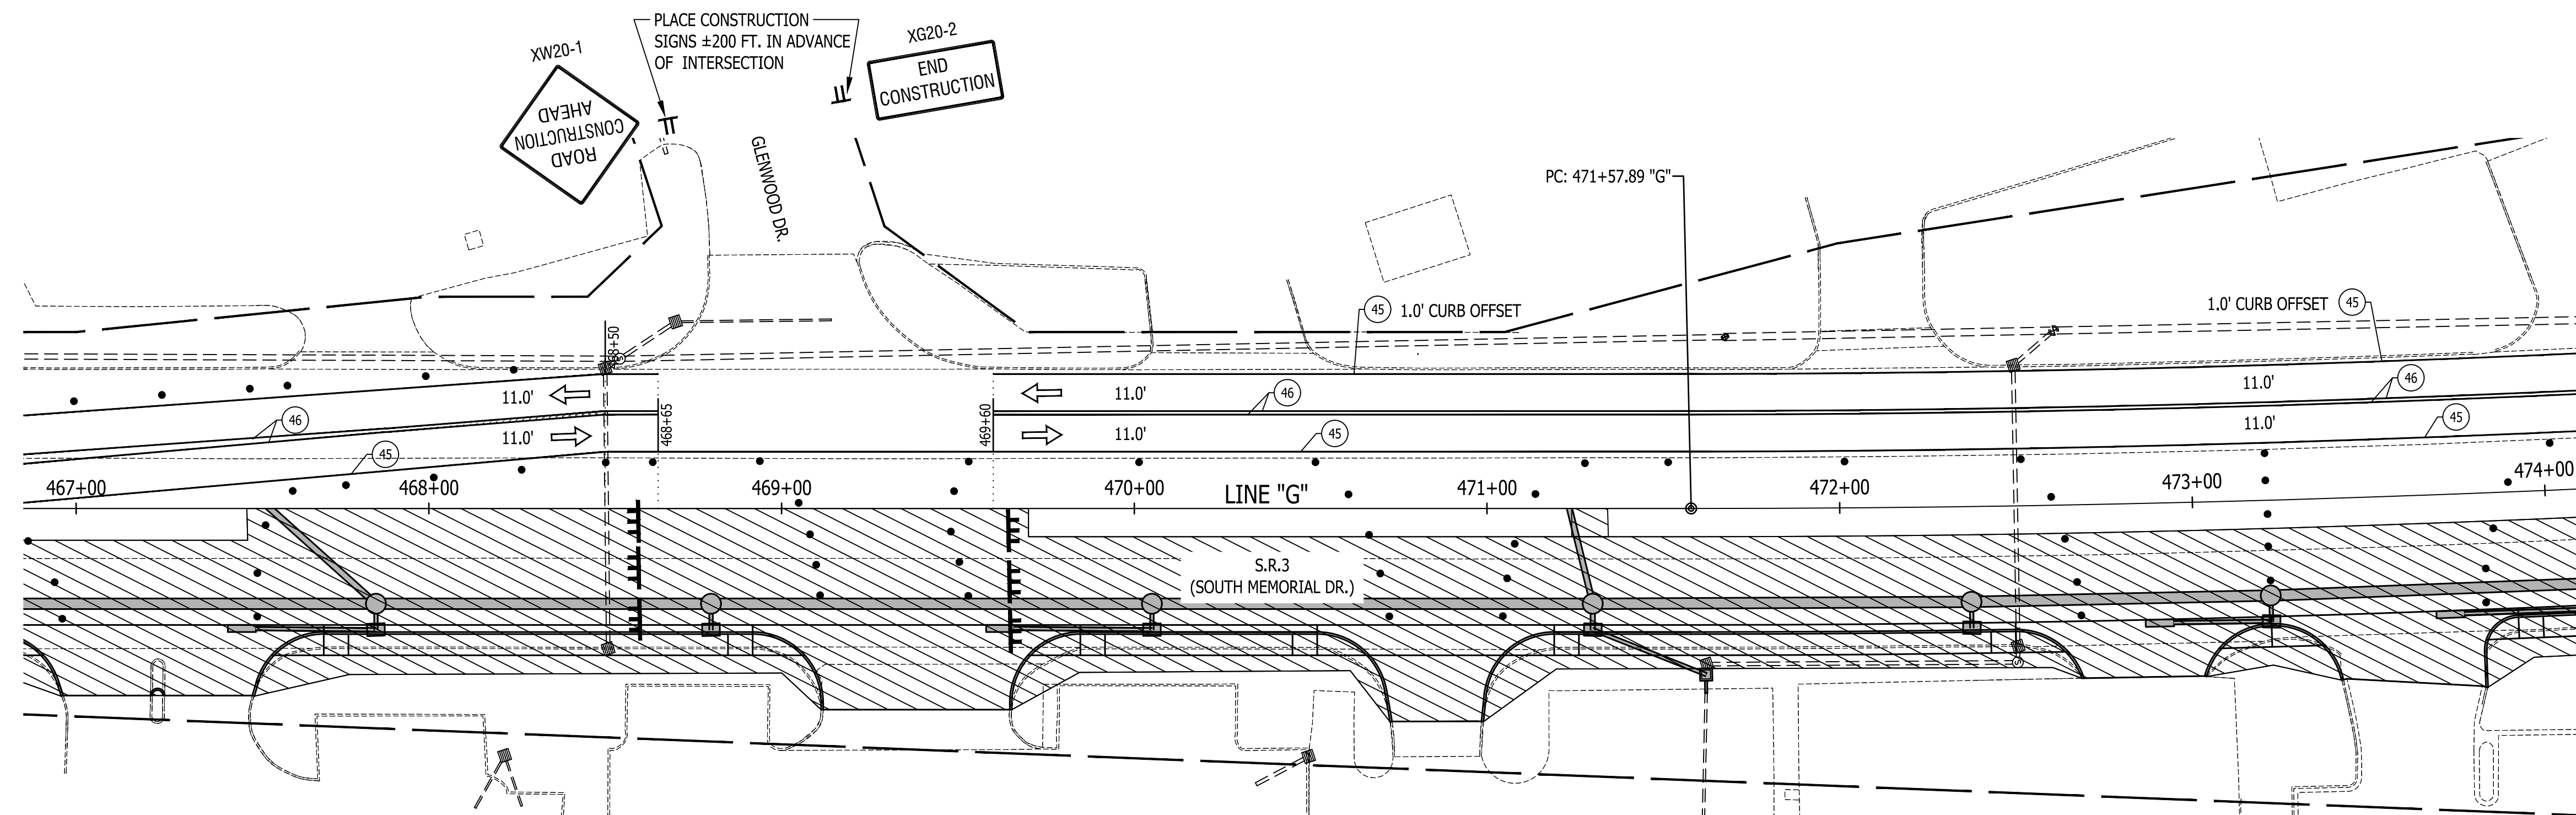 PLACE CONSTRUCTION
SIGNS ±200 FT. IN ADVANCE
OF INTERSECTION
XW20-1
ROAD
CONSTRUCTION
AHEAD
XG20-2
END
CONSTRUCTION
GLENWOOD DR.
PC: 471+57.89 "G"
45 1.0' CURB OFFSET
1.0' CURB OFFSET 45
468+50
11.0'
11.0'
11.0'
46
46
46
468+65
469+60
11.0'
11.0'
11.0'
45
45
45
467+00
468+00
469+00
470+00
LINE "G"
471+00
472+00
473+00
474+00
S.R.3
(SOUTH MEMORIAL DR.)
S
S